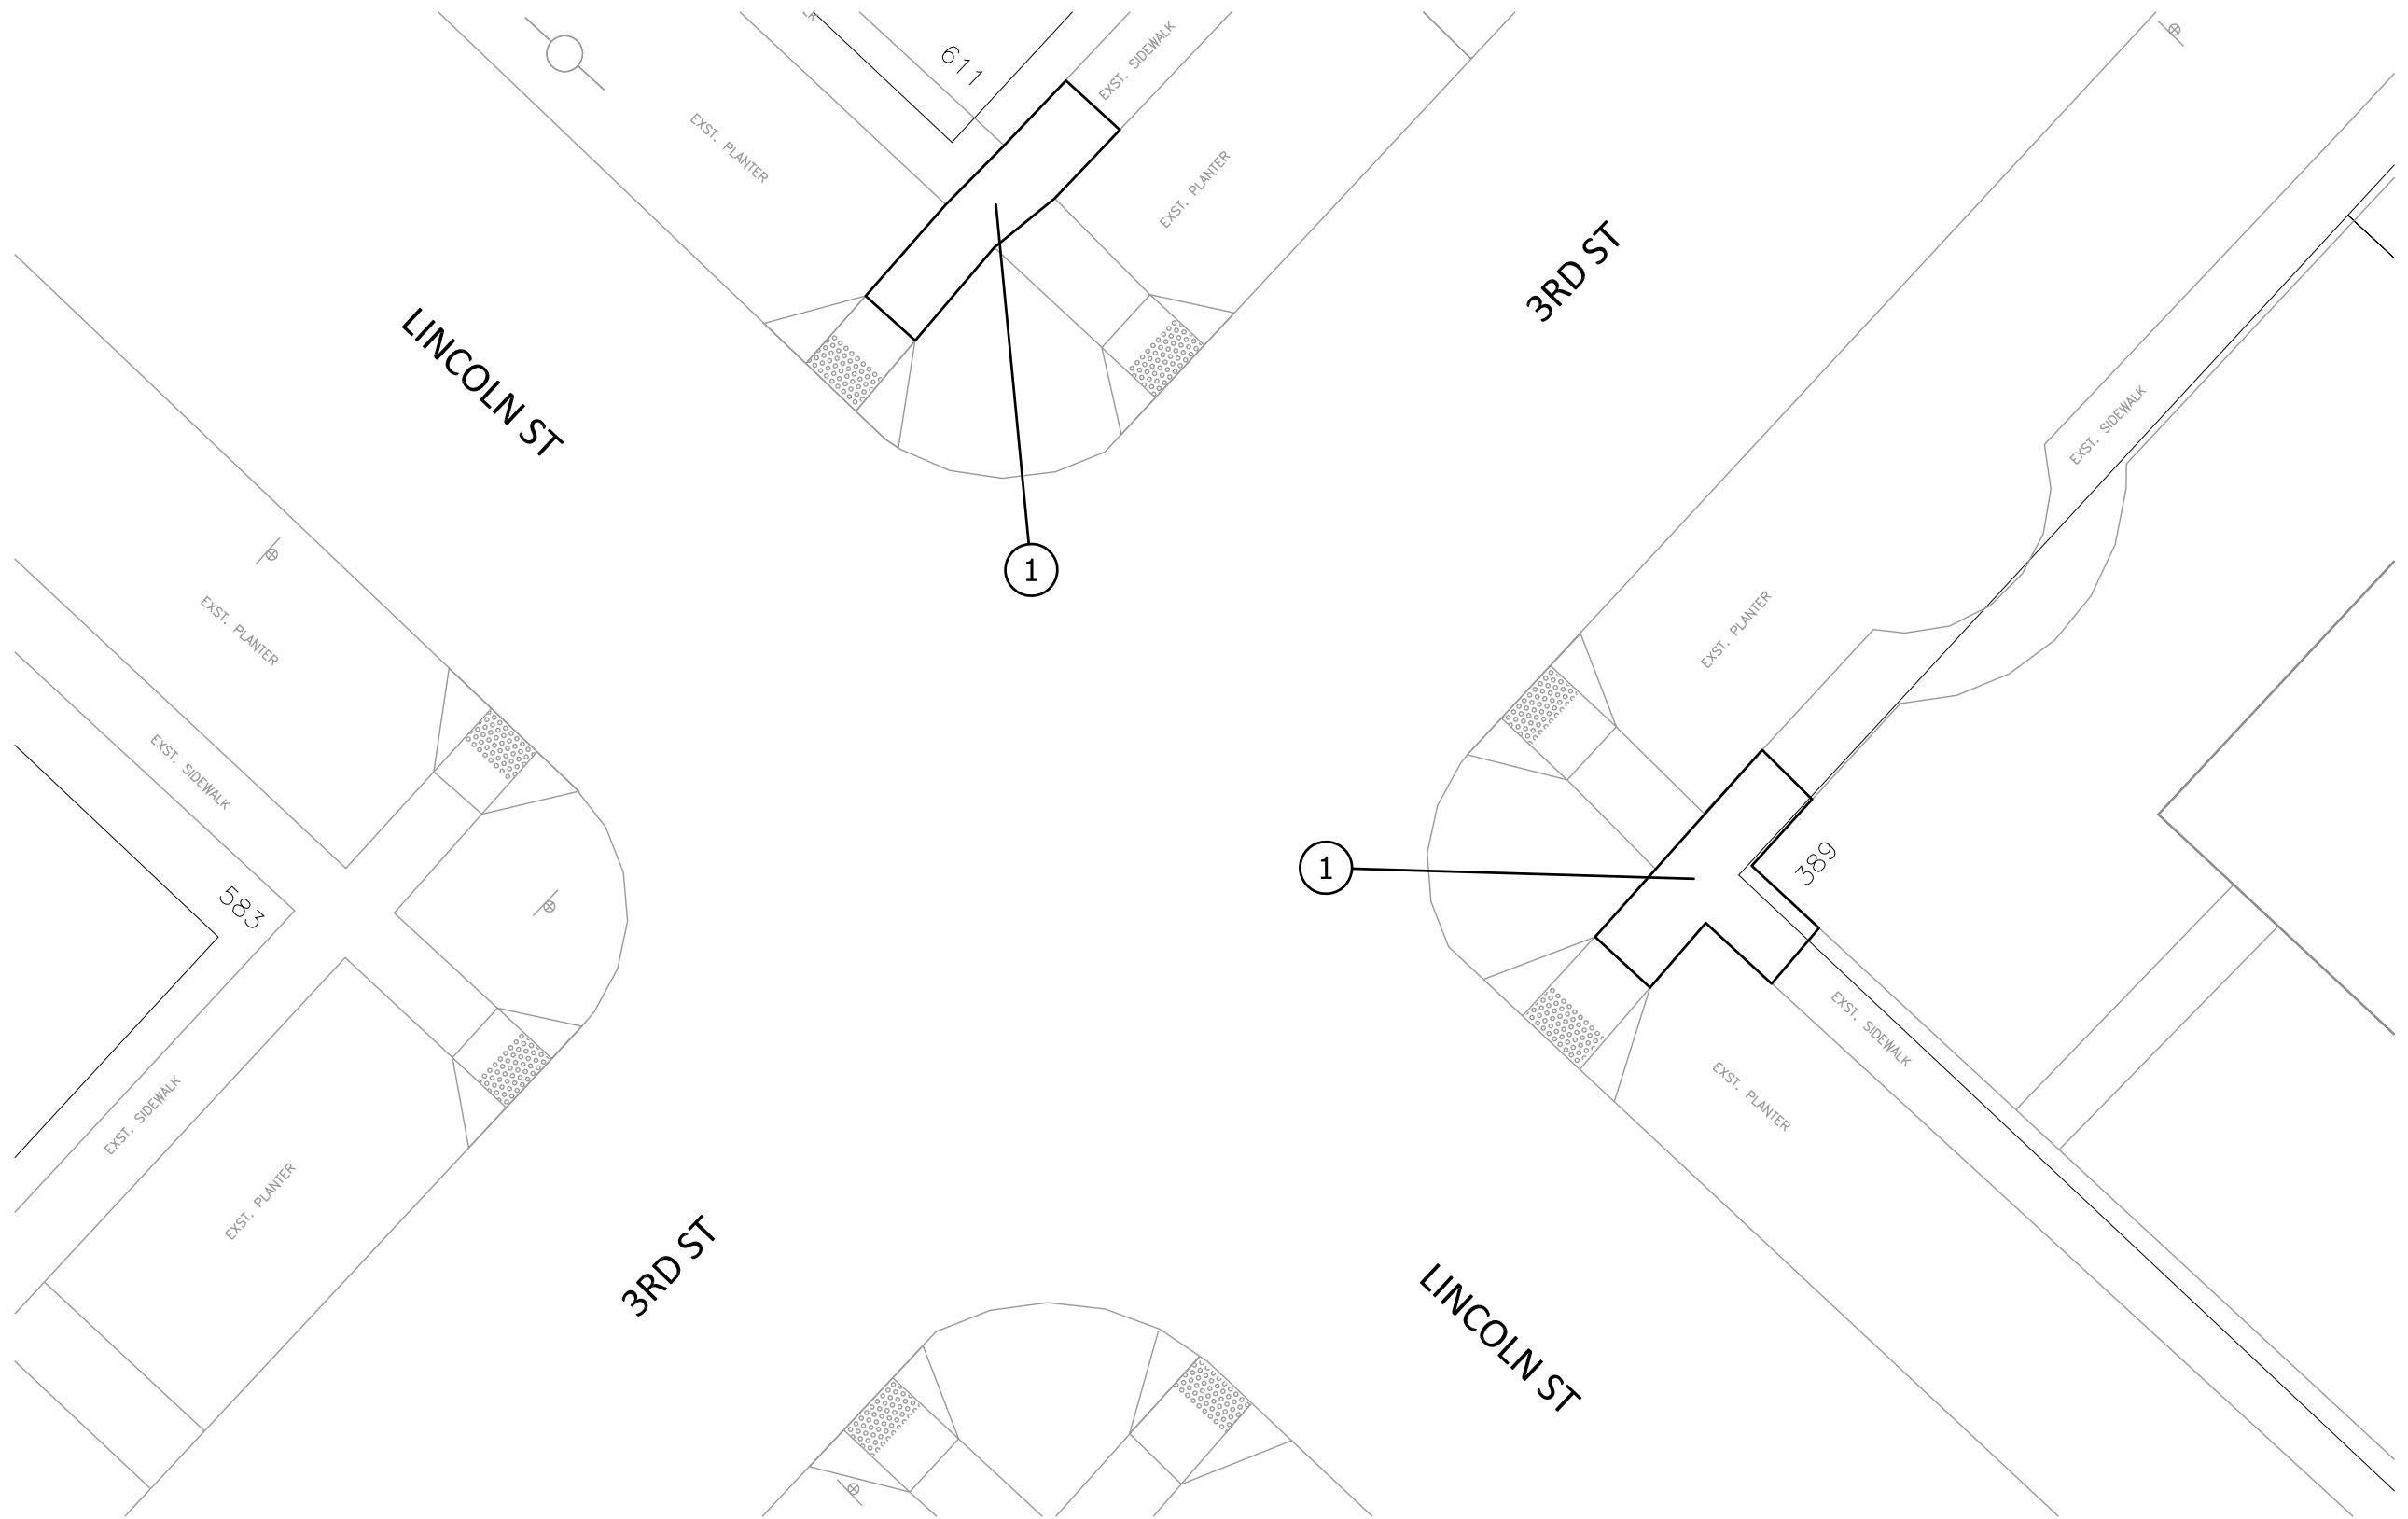 611
EXST. SIDEWALK
EXST. PLANTER
EXST. PLANTER
3RD ST
LINCOLN ST
EXST. SIDEWALK
1
EXST. PLANTER
EXST. PLANTER
EXST. SIDEWALK
1
389
583
EXST. SIDEWALK
EXST. SIDEWALK
EXST. PLANTER
EXST. PLANTER
3RD ST
LINCOLN ST